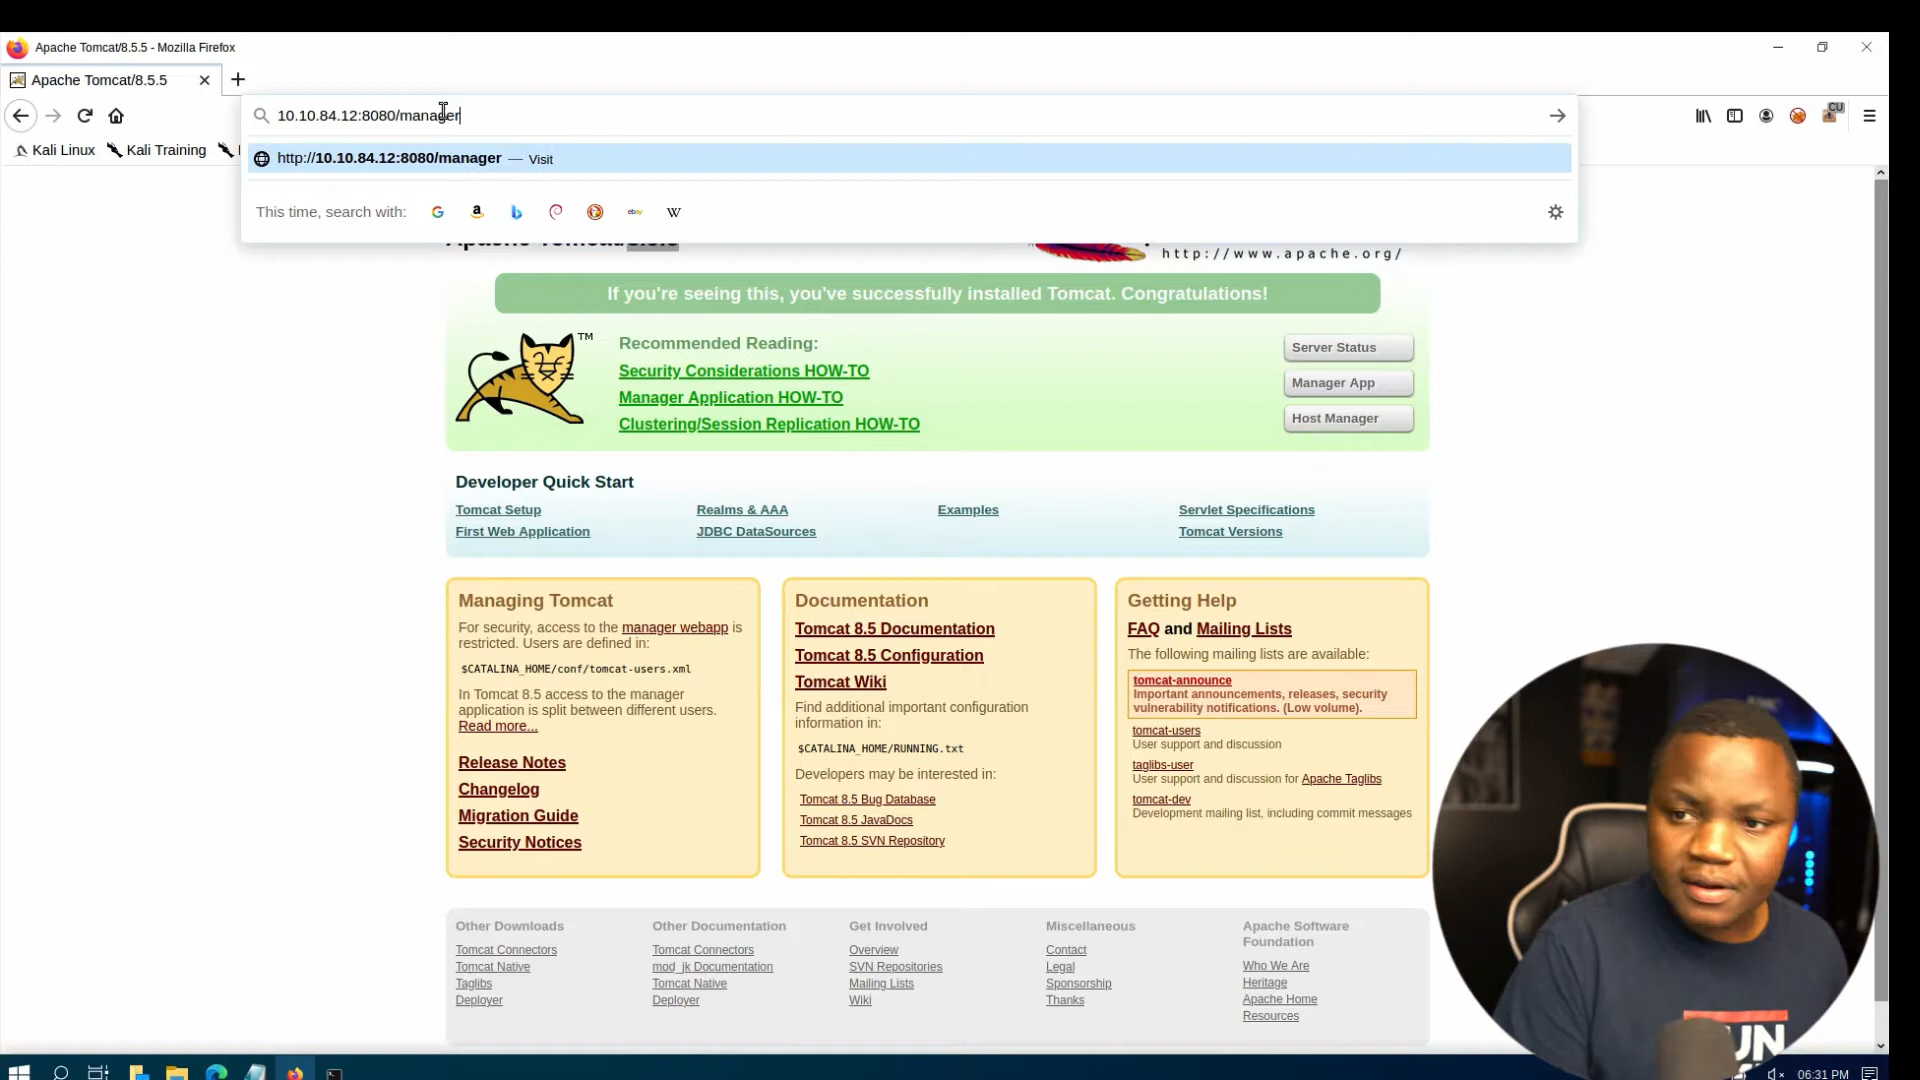 Apache Tomcat/8.5.5 - Mozilla Firefox
Apache Tomcat/8.5.5
10.10.84.12:8080/manager
CU
Kali Linux
Kali Training
http://10.10.84.12:8080/manager — Visit
This time, search with:
http://www.apache.org/
If you're seeing this, you've successfully installed Tomcat. Congratulations!
TM
Recommended Reading:
Security Considerations HOW-TO
Manager Application HOW-TO
Clustering/Session Replication HOW-TO
Server Status
Manager App
Host Manager
Developer Quick Start
Tomcat Setup
First Web Application
Realms & AAA
JDBC DataSources
Examples
Servlet Specifications
Tomcat Versions
Managing Tomcat
For security, access to the manager webapp is
restricted. Users are defined in:
$CATALINA_HOME/conf/tomcat-users.xml
In Tomcat 8.5 access to the manager
application is split between different users.
Read more...
Release Notes
Changelog
Migration Guide
Security Notices
Documentation
Tomcat 8.5 Documentation
Tomcat 8.5 Configuration
Tomcat Wiki
Find additional important configuration
information in:
$CATALINA_HOME/RUNNING.txt
Developers may be interested in:
Tomcat 8.5 Bug Database
Tomcat 8.5 JavaDocs
Tomcat 8.5 SVN Repository
Getting Help
FAQ and Mailing Lists
The following mailing lists are available:
tomcat-announce
Important announcements, releases, security
vulnerability notifications. (Low volume).
tomcat-users
User support and discussion
taglibs-user
User support and discussion for Apache Taglibs
tomcat-dev
Development mailing list, including commit messages
Other Downloads
Tomcat Connectors
Tomcat Native
Taglibs
Deployer
Other Documentation
Tomcat Connectors
mod_jk Documentation
Tomcat Native
Deployer
Get Involved
Overview
SVN Repositories
Mailing Lists
Wiki
Miscellaneous
Contact
Legal
Sponsorship
Thanks
Apache Software
Foundation
Who We Are
Heritage
Apache Home
Resources
UN
06:31 PM